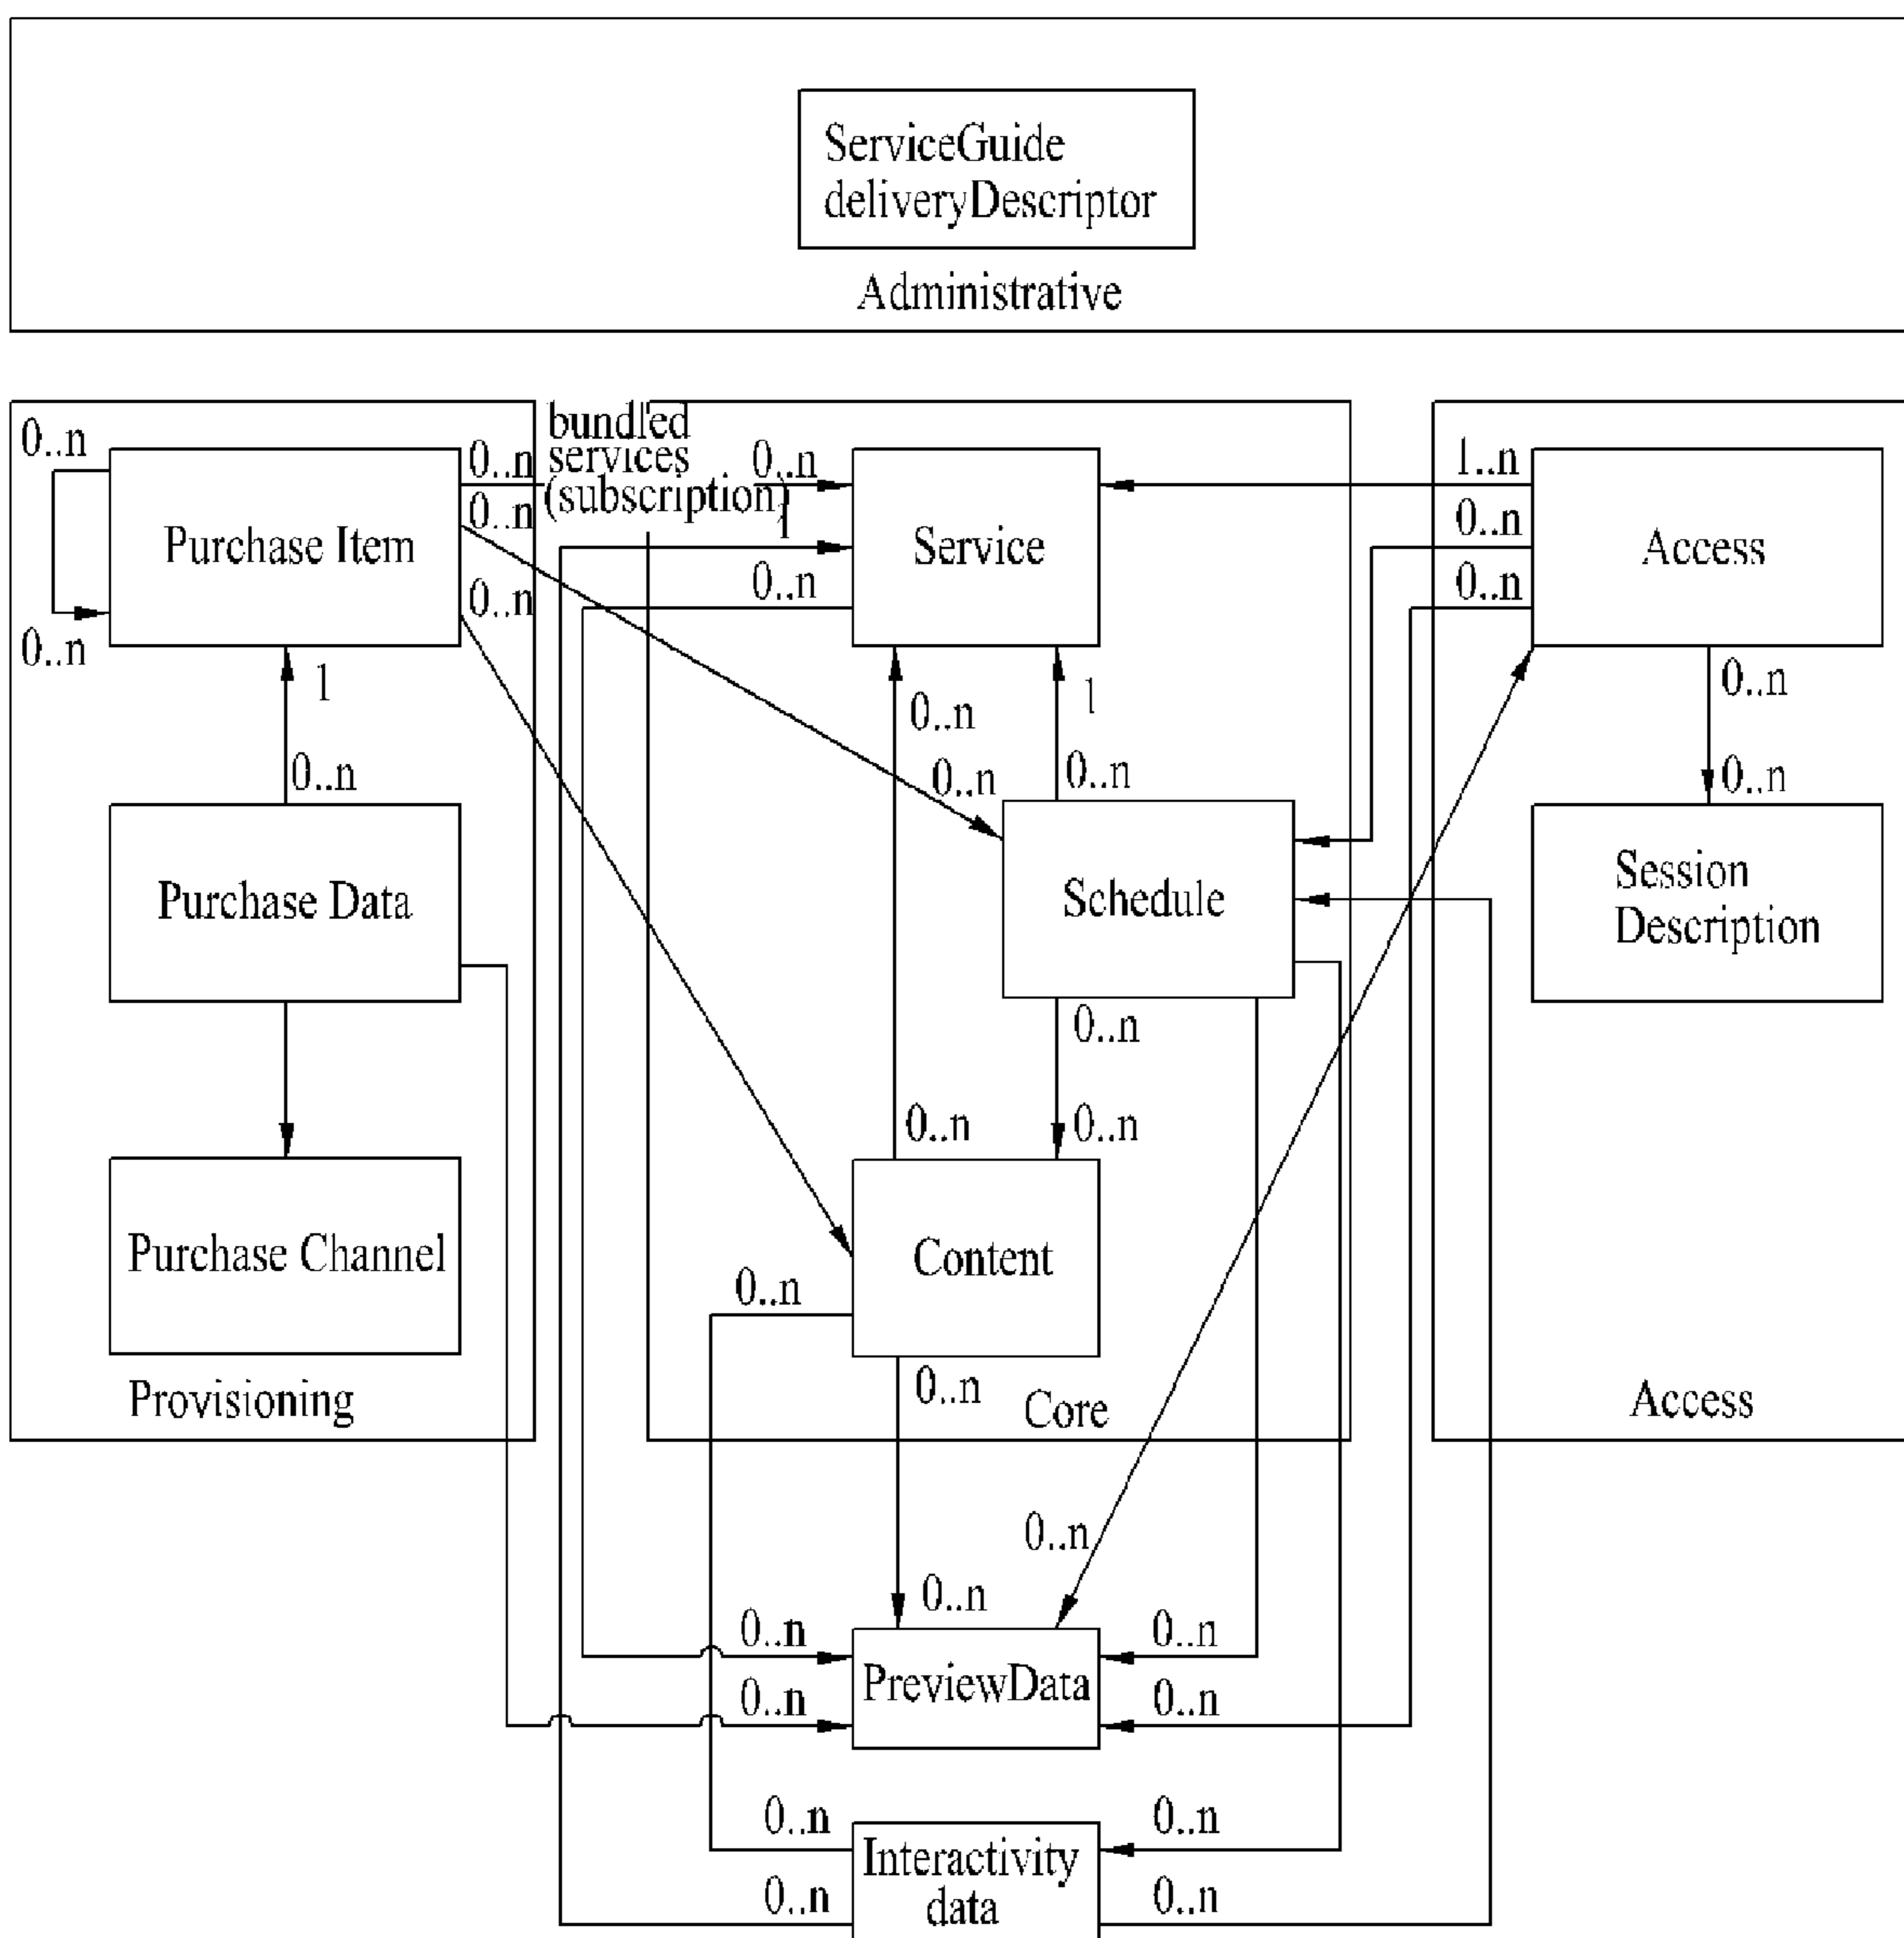 ServiceGuide
deliveryDescriptor
Administrative
0..n
0..n
Purchase Item
0..n
0..n
0..n
bundled
services
(subscription)
0..n
1
0..n
Service
1..n
0..n
0..n
Access
1
0..n
Purchase Data
Purchase Channel
Provisioning
0..n
1
0..n
0..n
Schedule
0..n
0..n
0..n
0..n
Content
0..n
0..n
Core
0..n
0..n
Session
Description
Access
0..n
0..n
0..n
0..n
PreviewData
0..n
0..n
0..n
0..n
Interactivity
data
0..n
0..n